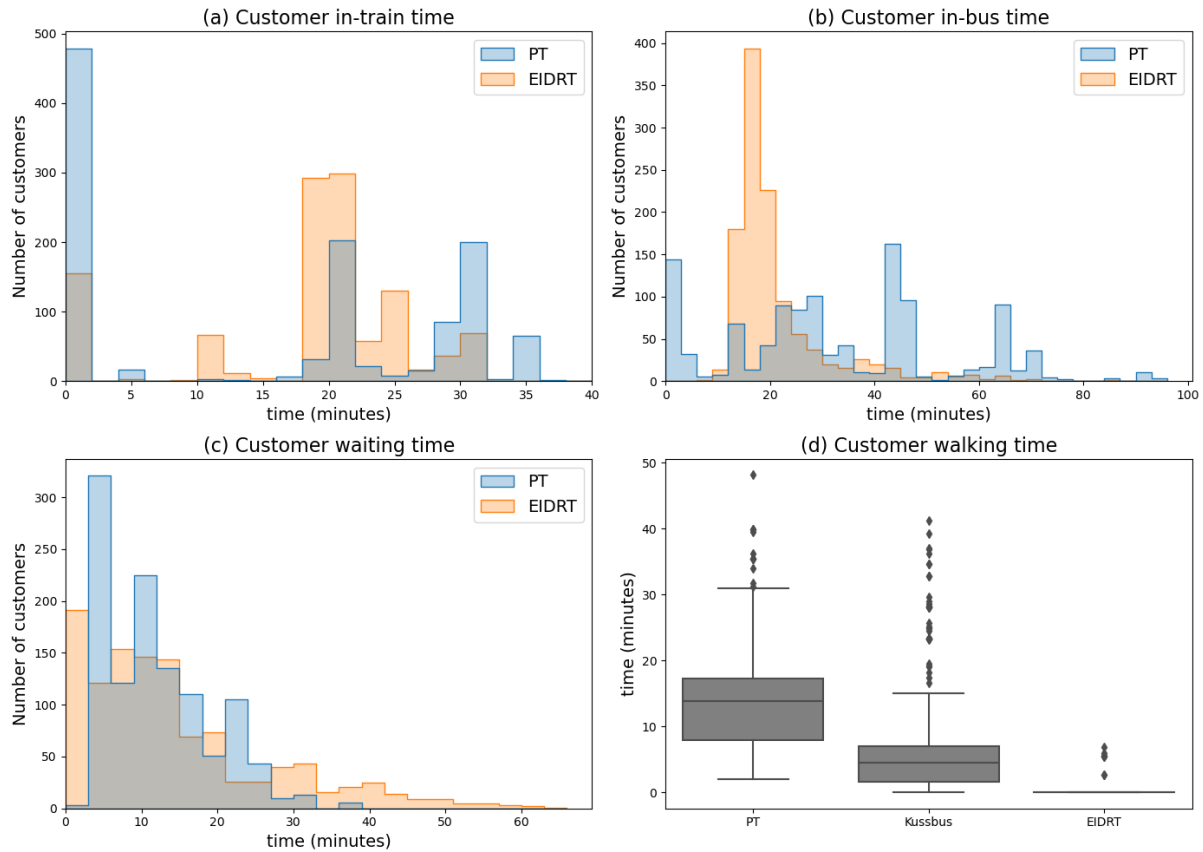 (a) Customer in-train time
500
400
300
200
100
0
Number of customers
PT
EIDRT
0 5 10 15 20 25 30 35 40
time (minutes)
(b) Customer in-bus time
400
350
300
250
200
150
100
50
0
Number of customers
PT
EIDRT
0 20 40 60 80 100
time (minutes)
(c) Customer waiting time
300
250
200
150
100
50
0
Number of customers
PT
EIDRT
0 10 20 30 40 50 60
time (minutes)
(d) Customer walking time
50
40
30
20
10
0
time (minutes)
PT Kussbus EIDRT